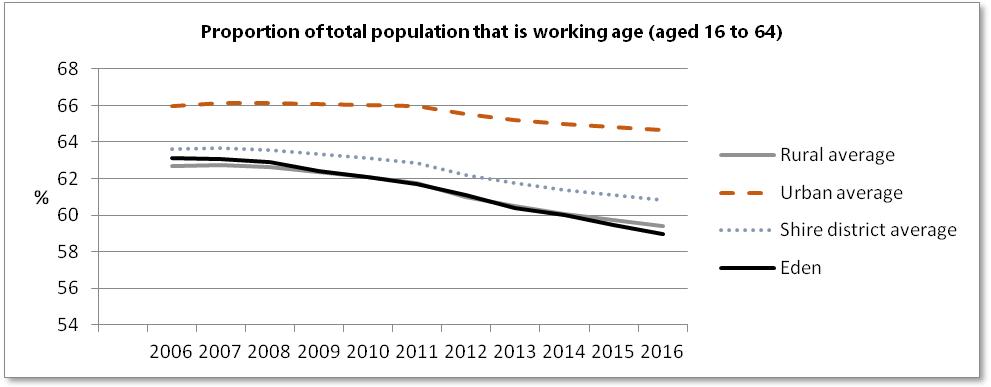 Proportion of total population that is working age (aged 16 to 64)
68
66
64
62
60
58
56
54
%
2006 2007 2008 2009 2010 2011 2012 2013 2014 2015 2016
Rural average
Urban average
Shire district average
Eden